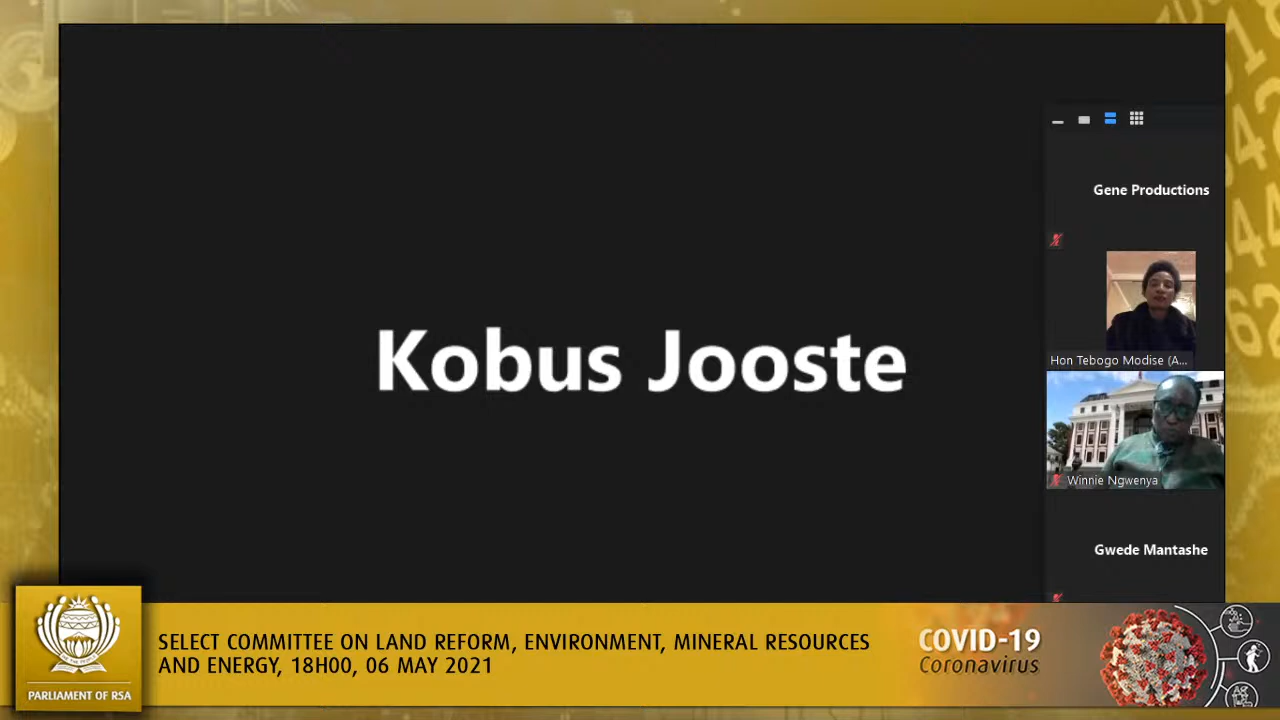 Kobus Jooste
Gene Productions
Hon Tebogo Modise (A...
Winnie Ngwenya
Gwede Mantashe
PARLIAMENT OF RSA
SELECT COMMITTEE ON LAND REFORM, ENVIRONMENT, MINERAL RESOURCES
AND ENERGY, 18H00, 06 MAY 2021
COVID-19
Coronavirus